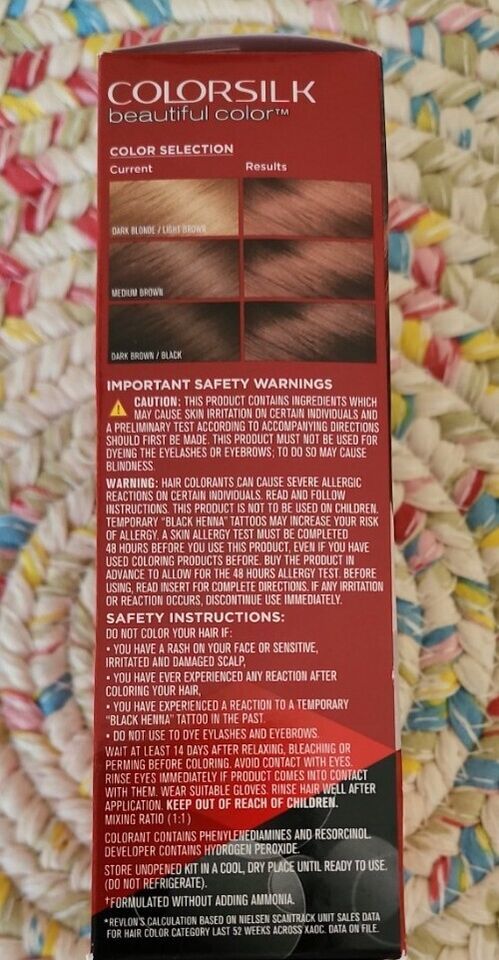 COLORSILK
beautiful color™
COLOR SELECTION
Current Results
DARK BLONDE / LIGHT BROWN
MEDIUM BROWN
DARK BROWN / BLACK
IMPORTANT SAFETY WARNINGS
CAUTION: THIS PRODUCT CONTAINS INGREDIENTS WHICH
MAY CAUSE SKIN IRRITATION ON CERTAIN INDIVIDUALS AND
A PRELIMINARY TEST ACCORDING TO ACCOMPANYING DIRECTIONS
SHOULD FIRST BE MADE. THIS PRODUCT MUST NOT BE USED FOR
DYEING THE EYELASHES OR EYEBROWS; TO DO SO MAY CAUSE
BLINDNESS.
WARNING: HAIR COLORANTS CAN CAUSE SEVERE ALLERGIC
REACTIONS ON CERTAIN INDIVIDUALS. READ AND FOLLOW
INSTRUCTIONS. THIS PRODUCT IS NOT TO BE USED ON CHILDREN.
TEMPORARY "BLACK HENNA" TATTOOS MAY INCREASE YOUR RISK
OF ALLERGY. A SKIN ALLERGY TEST MUST BE COMPLETED
48 HOURS BEFORE YOU USE THIS PRODUCT, EVEN IF YOU HAVE
USED COLORING PRODUCTS BEFORE. BUY THE PRODUCT IN
ADVANCE TO ALLOW FOR THE 48 HOURS ALLERGY TEST. BEFORE
USING, READ INSERT FOR COMPLETE DIRECTIONS. IF ANY IRRITATION
OR REACTION OCCURS, DISCONTINUE USE IMMEDIATELY.
SAFETY INSTRUCTIONS:
DO NOT COLOR YOUR HAIR IF:
• YOU HAVE A RASH ON YOUR FACE OR SENSITIVE,
IRRITATED AND DAMAGED SCALP,
• YOU HAVE EVER EXPERIENCED ANY REACTION AFTER
COLORING YOUR HAIR,
• YOU HAVE EXPERIENCED A REACTION TO A TEMPORARY
"BLACK HENNA" TATTOO IN THE PAST.
• DO NOT USE TO DYE EYLASHES AND EYEBROWS.
WAIT AT LEAST 14 DAYS AFTER RELAXING, BLEACHING OR
PERMING BEFORE COLORING. AVOID CONTACT WITH EYES.
RINSE EYES IMMEDIATELY IF PRODUCT COMES INTO CONTACT
WITH THEM. WEAR SUITABLE GLOVES. RINSE HAIR WELL AFTER
APPLICATION. KEEP OUT OF REACH OF CHILDREN.
MIXING RATIO (1:1)
COLORANT CONTAINS PHENYLENEDIAMINES AND RESORCINOL.
DEVELOPER CONTAINS HYDROGEN PEROXIDE.
STORE UNOPENED KIT IN A COOL, DRY PLACE UNTIL READY TO USE.
(DO NOT REFRIGERATE).
†FORMULATED WITHOUT ADDING AMMONIA.
*REVLON'S CALCULATION BASED ON NIELSEN SCANTRACK UNIT SALES DATA
FOR HAIR COLOR CATEGORY LAST 52 WEEKS ACROSS XAOC. DATA ON FILE.